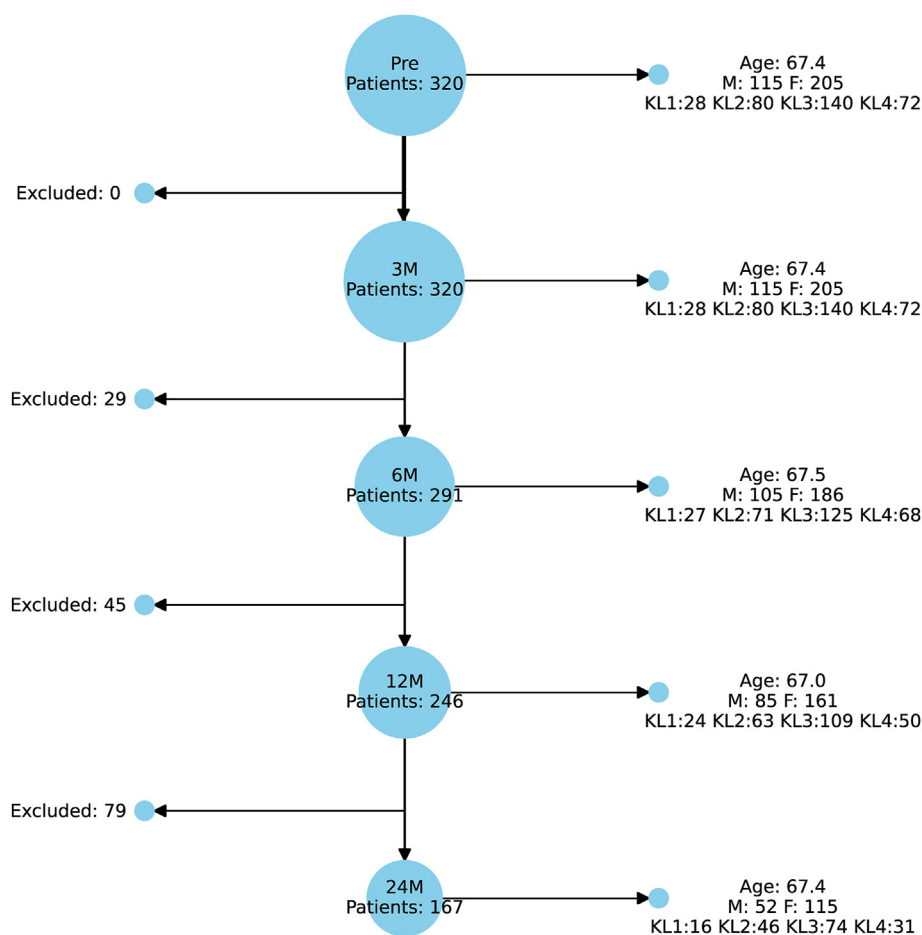 Pre
Patients: 320
Age: 67.4
M: 115 F: 205
KL1:28 KL2:80 KL3:140 KL4:72
Excluded: 0
3M
Patients: 320
Age: 67.4
M: 115 F: 205
KL1:28 KL2:80 KL3:140 KL4:72
Excluded: 29
6M
Patients: 291
Age: 67.5
M: 105 F: 186
KL1:27 KL2:71 KL3:125 KL4:68
Excluded: 45
12M
Patients: 246
Age: 67.0
M: 85 F: 161
KL1:24 KL2:63 KL3:109 KL4:50
Excluded: 79
24M
Patients: 167
Age: 67.4
M: 52 F: 115
KL1:16 KL2:46 KL3:74 KL4:31